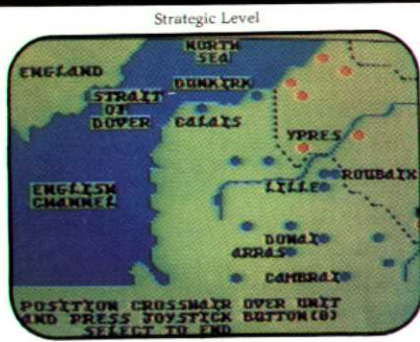 Strategic Level
NORTH
SEA
ENGLAND
DUNKIRK
STRAIT
OF
DOVER
CALAIS
YPRES
ROUBAIX
LILLE
ENGLISH
CHANNEL
DOUAI
ARRAS
CAMBRAI
POSITION CROSSHAIR OVER UNIT
AND PRESS JOYSTICK BUTTON(0)
SELECT TO END